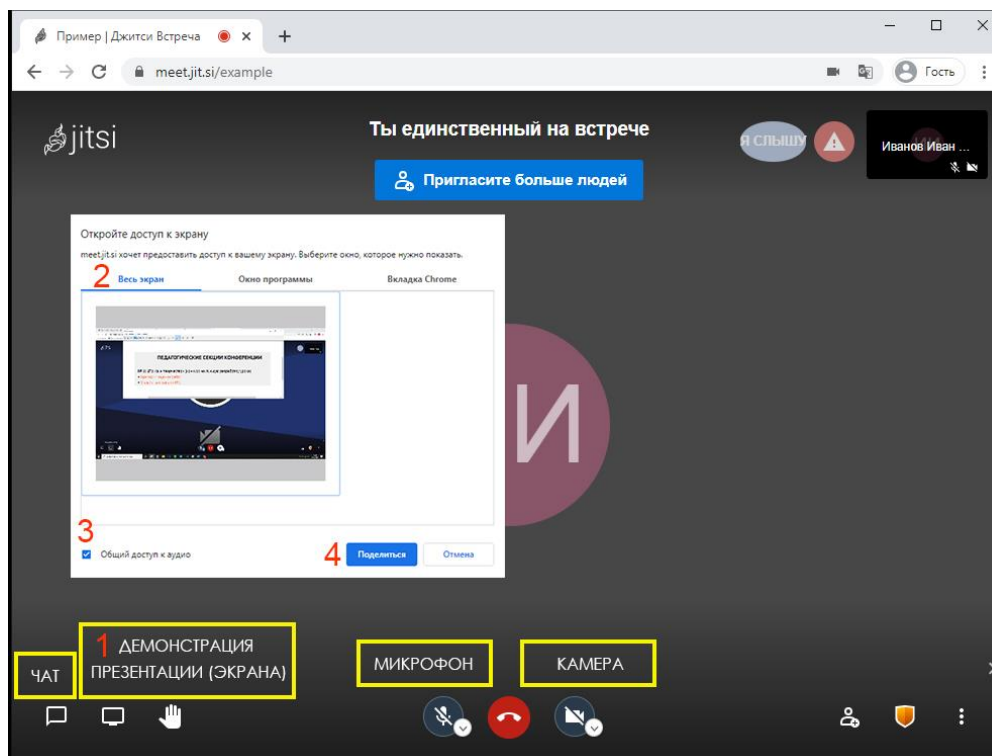 Пример | Джитси Встреча
meet.jit.si/example
Гость
jitsi
Ты единственный на встрече
Пригласите больше людей
Я СЛЫШУ
Иванов Иван ...
Откройте доступ к экрану
meet.jit.si хочет предоставить доступ к вашему экрану. Выберите окно, которое нужно показать.
2
Весь экран
Окно программы
Вкладка Chrome
ПЕДАГОГИЧЕСКИЕ СЕКЦИИ КОНФЕРЕНЦИИ
И
3
Общий доступ к аудио
4
Поделиться
Отмена
1 ДЕМОНСТРАЦИЯ
ПРЕЗЕНТАЦИИ (ЭКРАНА)
ЧАТ
МИКРОФОН
КАМЕРА